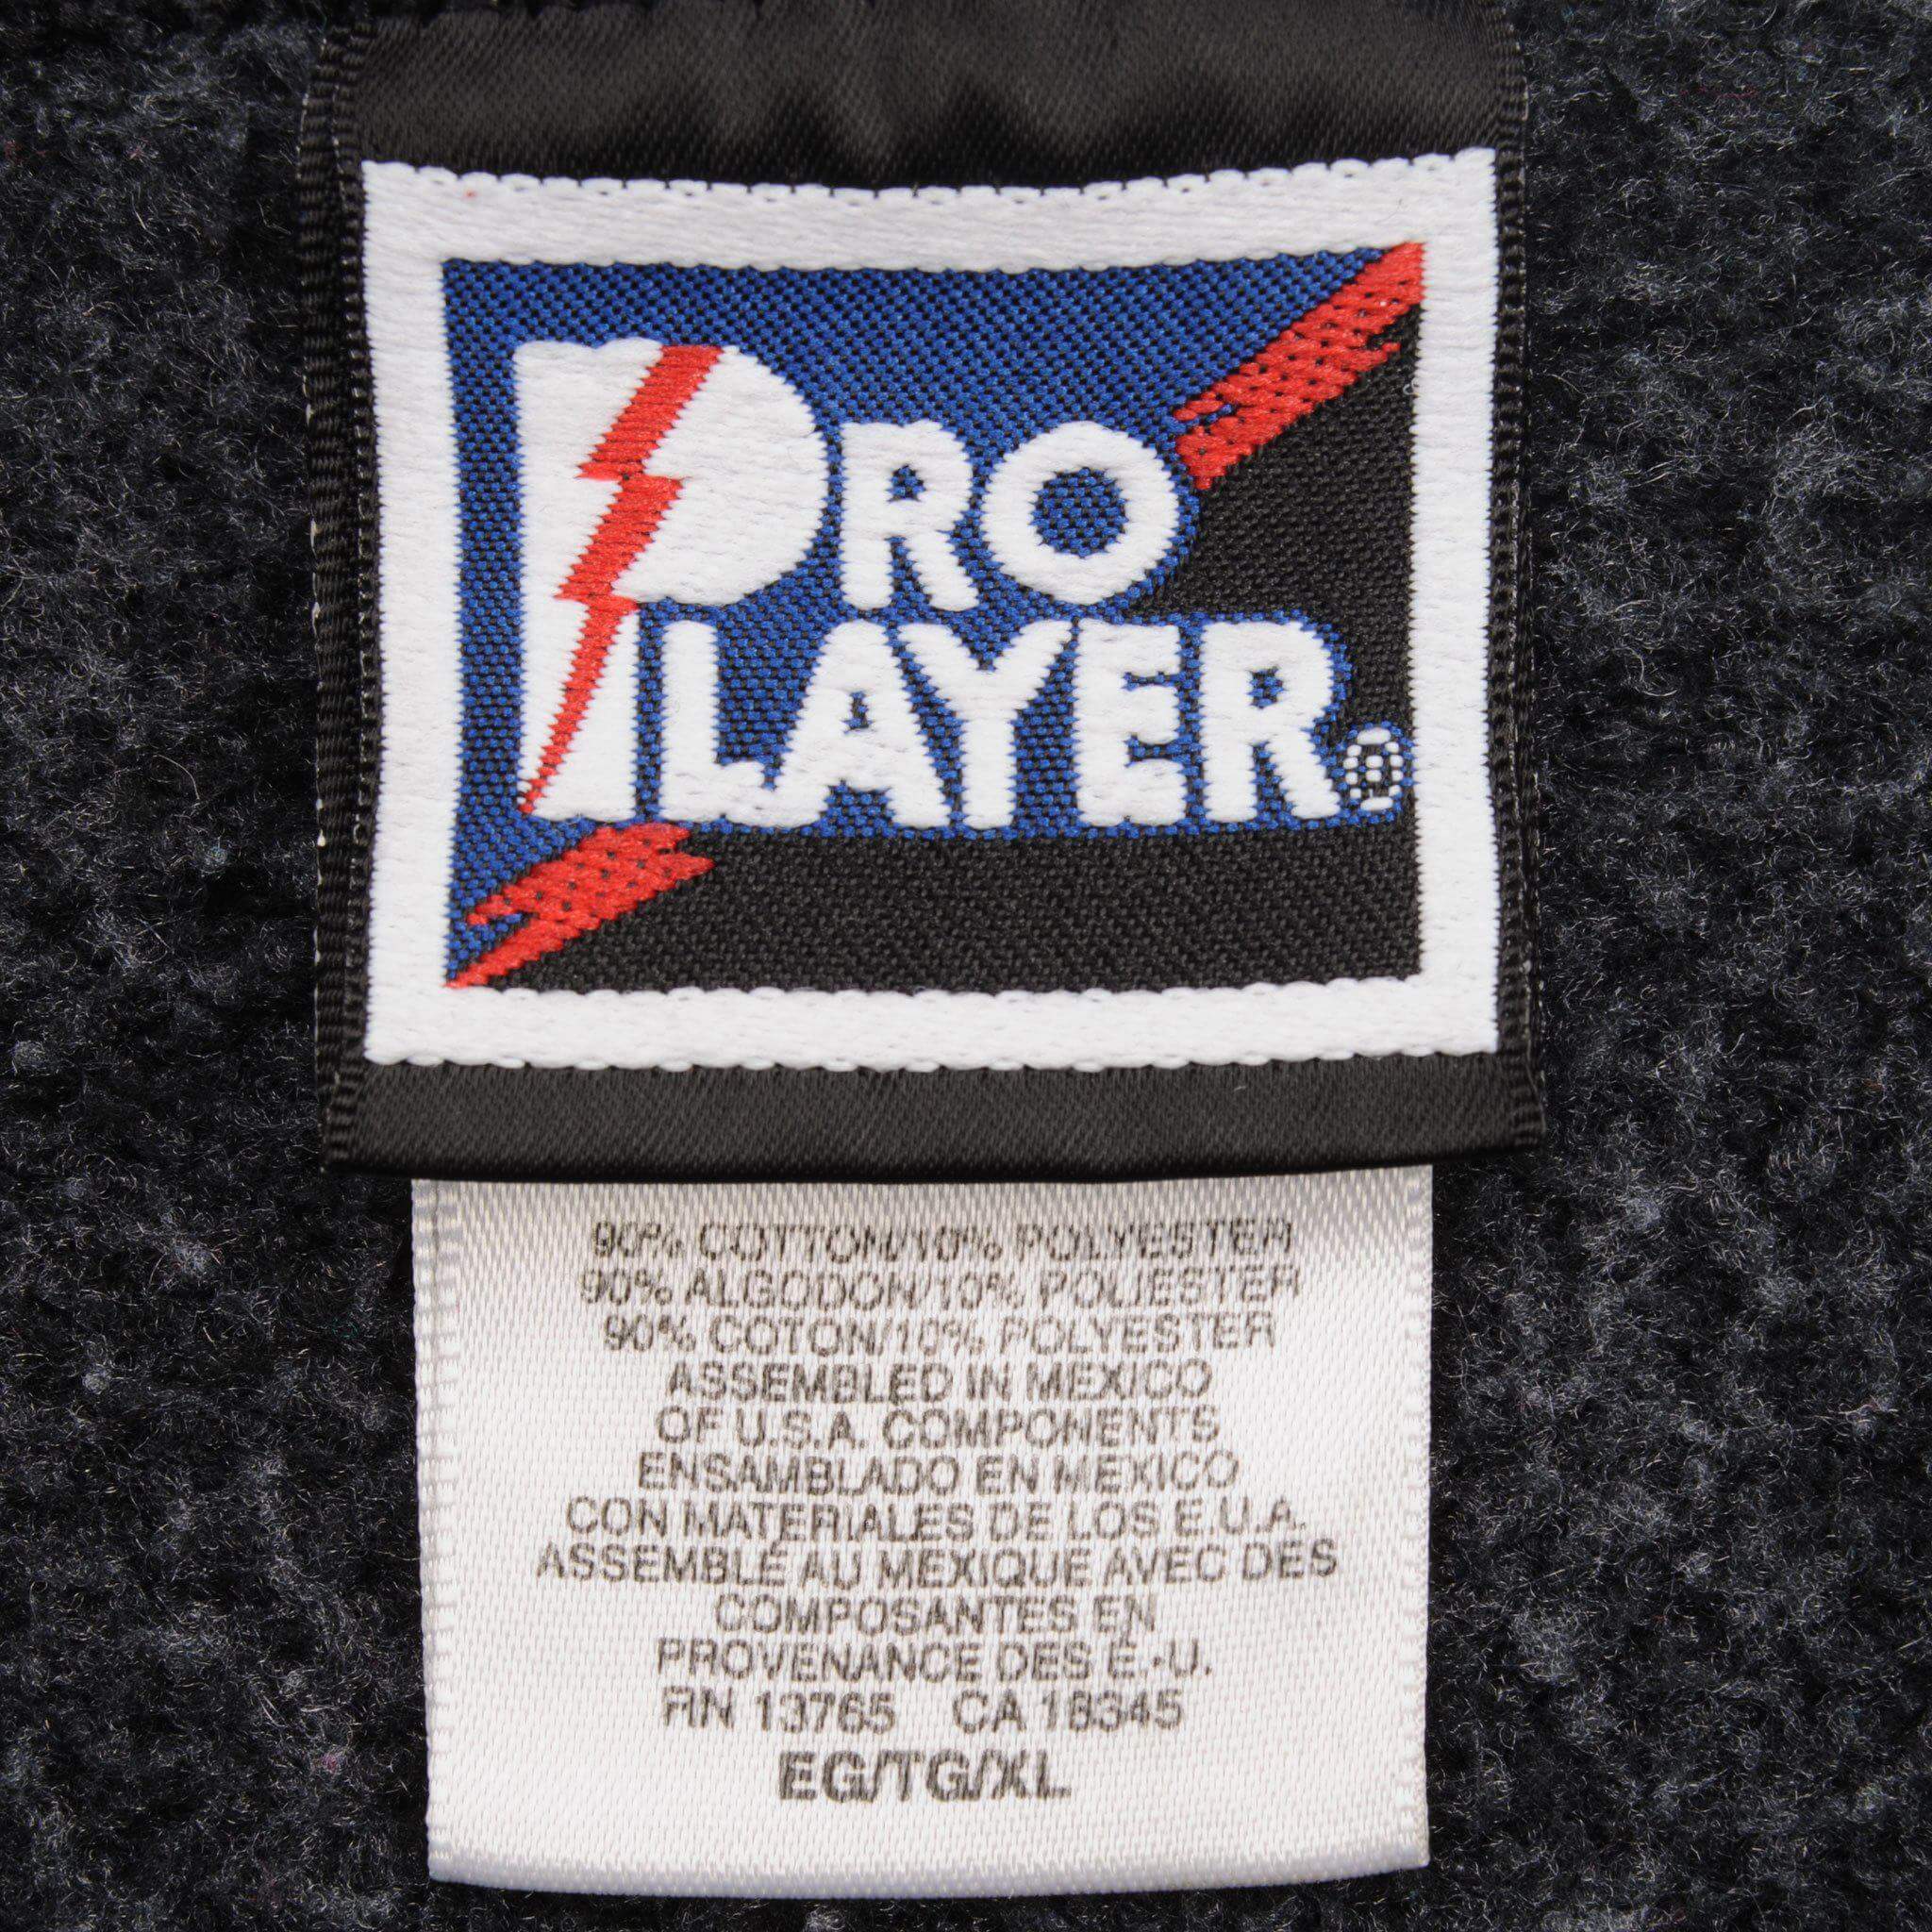 PRO
PLAYER®
90% COTTON/10% POLYESTER
90% ALGODON/10% POLIESTER
90% COTON/10% POLYESTER
ASSEMBLED IN MEXICO
OF U.S.A. COMPONENTS
ENSAMBLADO EN MEXICO
CON MATERIALES DE LOS E.U.A.
ASSEMBLÉ AU MEXIQUE AVEC DES
COMPOSANTES EN
PROVENANCE DES É.-U.
RN 13765 CA 18345
EG/TG/XL